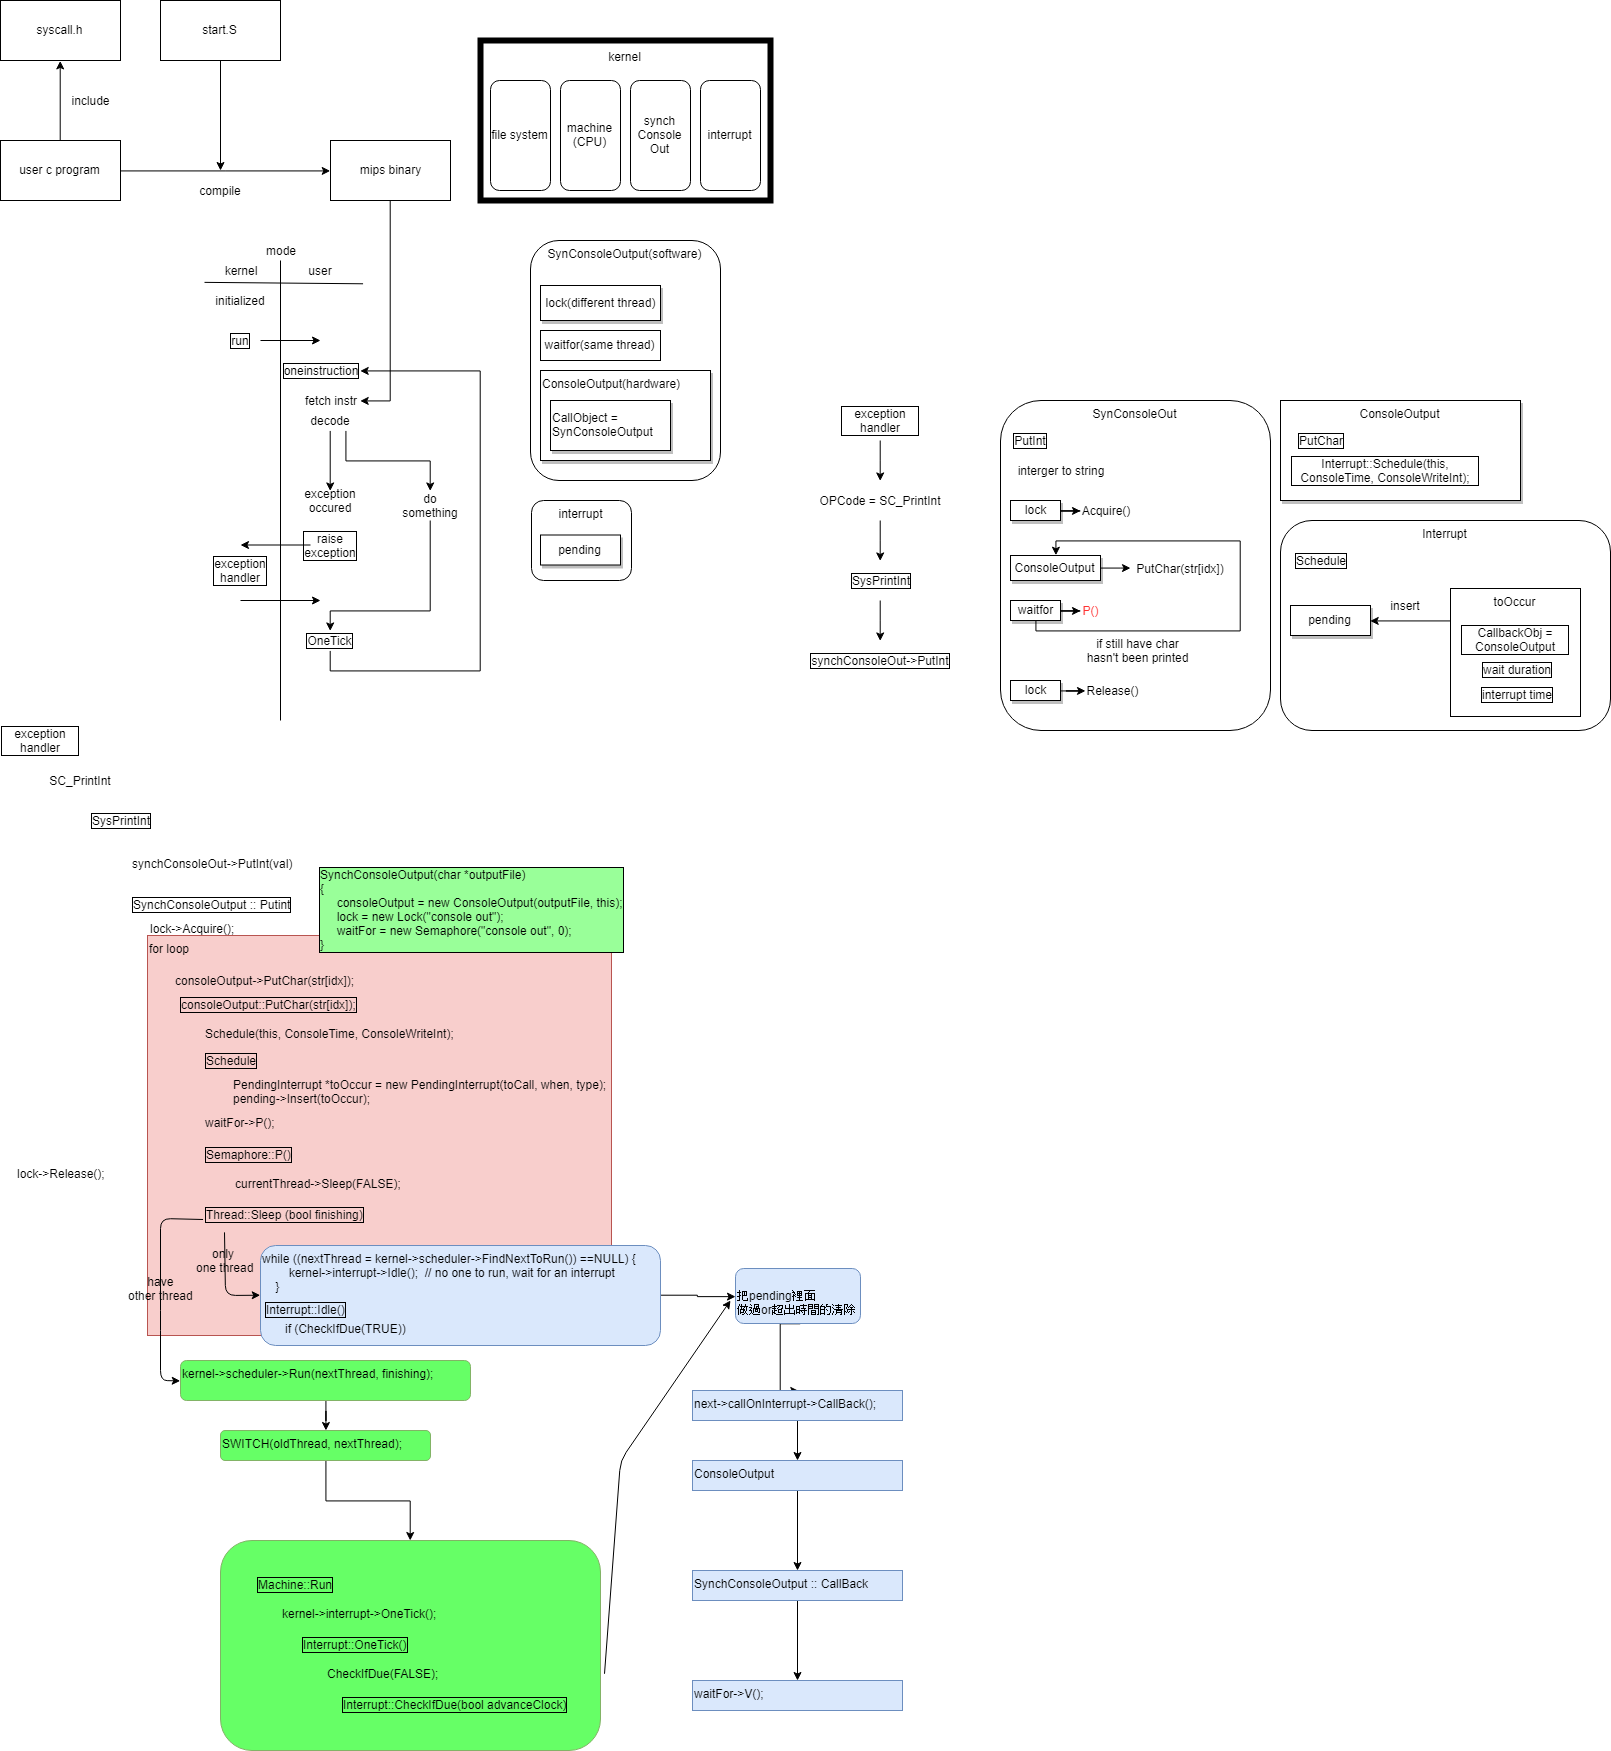 syscall.h
start.S
include
user c program
compile
mips binary
kernel
file system
machine
(CPU)
synch
Console
Out
interrupt
mode
kernel
user
initialized
run
oneinstruction
fetch instr
decode
exception
occured
do
something
raise
exception
exception
handler
OneTick
SynConsoleOutput(software)
lock(different thread)
waitfor(same thread)
ConsoleOutput(hardware)
CallObject =
SynConsoleOutput
interrupt
pending
exception
handler
OPCode = SC_PrintInt
SysPrintInt
synchConsoleOut->PutInt
SynConsoleOut
PutInt
interger to string
lock
Acquire()
ConsoleOutput
PutChar(str[idx])
waitfor
P()
if still have char
hasn't been printed
lock
Release()
ConsoleOutput
PutChar
Interrupt::Schedule(this,
ConsoleTime, ConsoleWriteInt);
Interrupt
Schedule
pending
insert
toOccur
CallbackObj =
ConsoleOutput
wait duration
interrupt time
exception
handler
SC_PrintInt
SysPrintInt
synchConsoleOut->PutInt(val)
SynchConsoleOutput :: Putint
SynchConsoleOutput(char *outputFile)
{
consoleOutput = new ConsoleOutput(outputFile, this);
lock = new Lock("console out");
waitFor = new Semaphore("console out", 0);
}
lock->Acquire();
for loop
consoleOutput->PutChar(str[idx]);
consoleOutput::PutChar(str[idx]);
Schedule(this, ConsoleTime, ConsoleWriteInt);
Schedule
PendingInterrupt *toOccur = new PendingInterrupt(toCall, when, type);
pending->Insert(toOccur);
waitFor->P();
Semaphore::P()
lock->Release();
currentThread->Sleep(FALSE);
Thread::Sleep (bool finishing)
only
one thread
have
other thread
while ((nextThread = kernel->scheduler->FindNextToRun()) ==NULL) {
kernel->interrupt->Idle();  // no one to run, wait for an interrupt
}
Interrupt::Idle()
if (CheckIfDue(TRUE))
把pending裡面
做過or超出時間的清除
kernel->scheduler->Run(nextThread, finishing);
SWITCH(oldThread, nextThread);
next->callOnInterrupt->CallBack();
ConsoleOutput
SynchConsoleOutput :: CallBack
waitFor->V();
Machine::Run
kernel->interrupt->OneTick();
Interrupt::OneTick()
CheckIfDue(FALSE);
Interrupt::CheckIfDue(bool advanceClock)